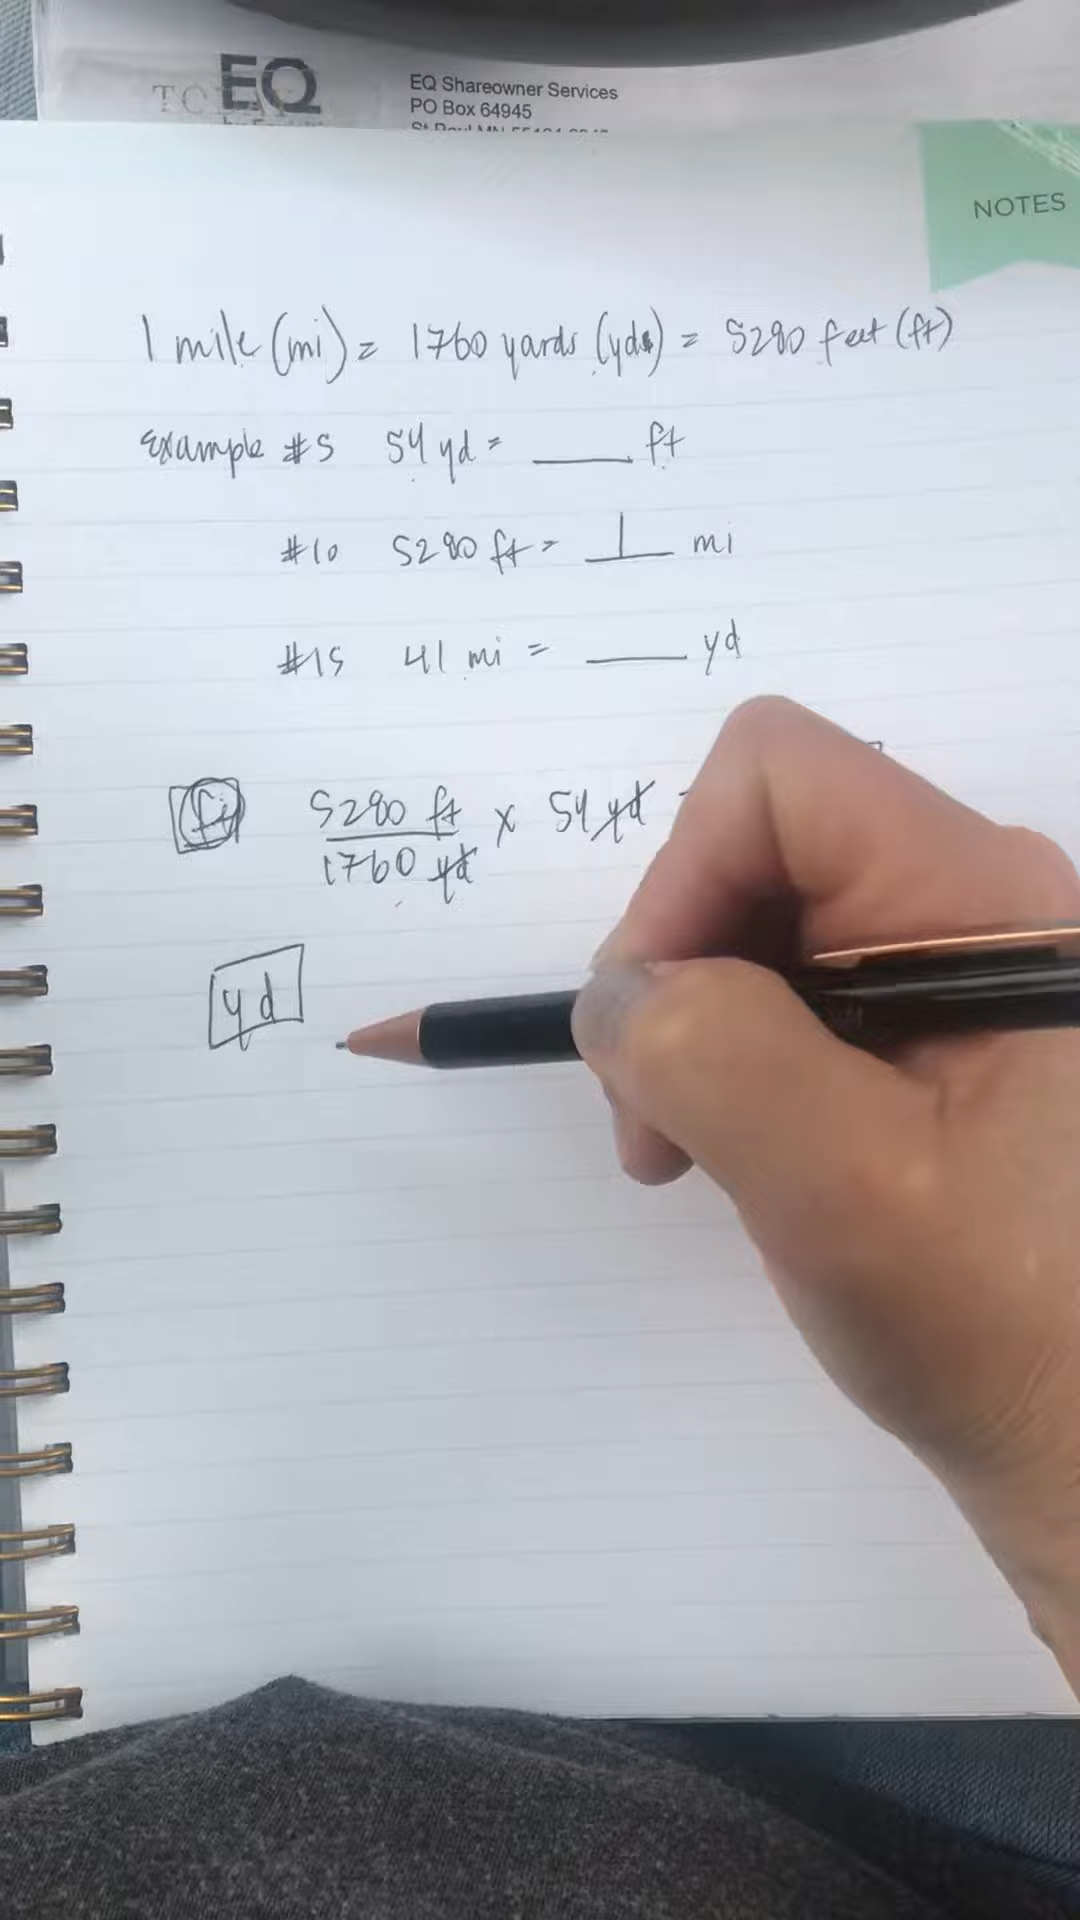 EQ
EQ Shareowner Services
PO Box 64945
NOTES
1 mile (mi) = 1760 yards (yds) = 5280 feet (ft)
Example #5 54 yd = ___ ft
#10 5280 ft = 1 mi
#15 41 mi = ___ yd
ft 5280 ft × 54 yd
1760 yd
yd